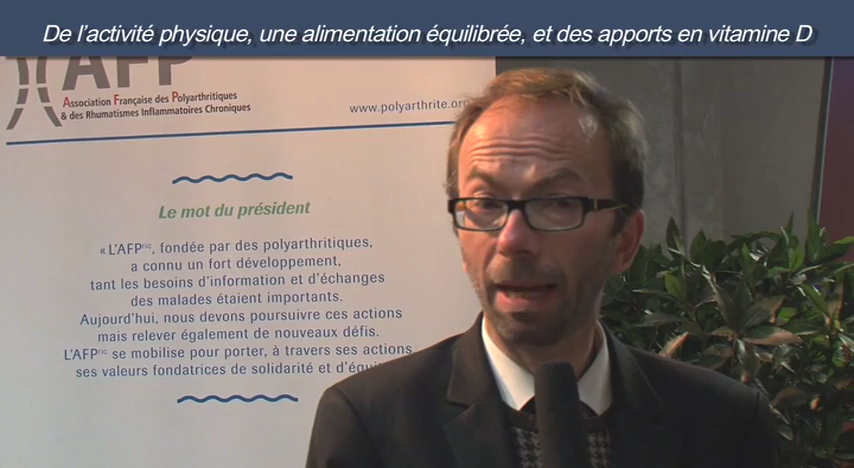 De l’activité physique, une alimentation équilibrée, et des apports en vitamine D
AFP
Association Française des Polyarthritiques
& des Rhumatismes Inflammatoires Chroniques
www.polyarthrite.org
Le mot du président
« L’AFPric, fondée par des polyarthritiques,
a connu un fort développement,
tant les besoins d’information et d’échanges
des malades étaient importants.
Aujourd’hui, nous devons poursuivre ces actions
mais relever également de nouveaux défis.
L’AFPric se mobilise pour porter, à travers ses actions
ses valeurs fondatrices de solidarité et